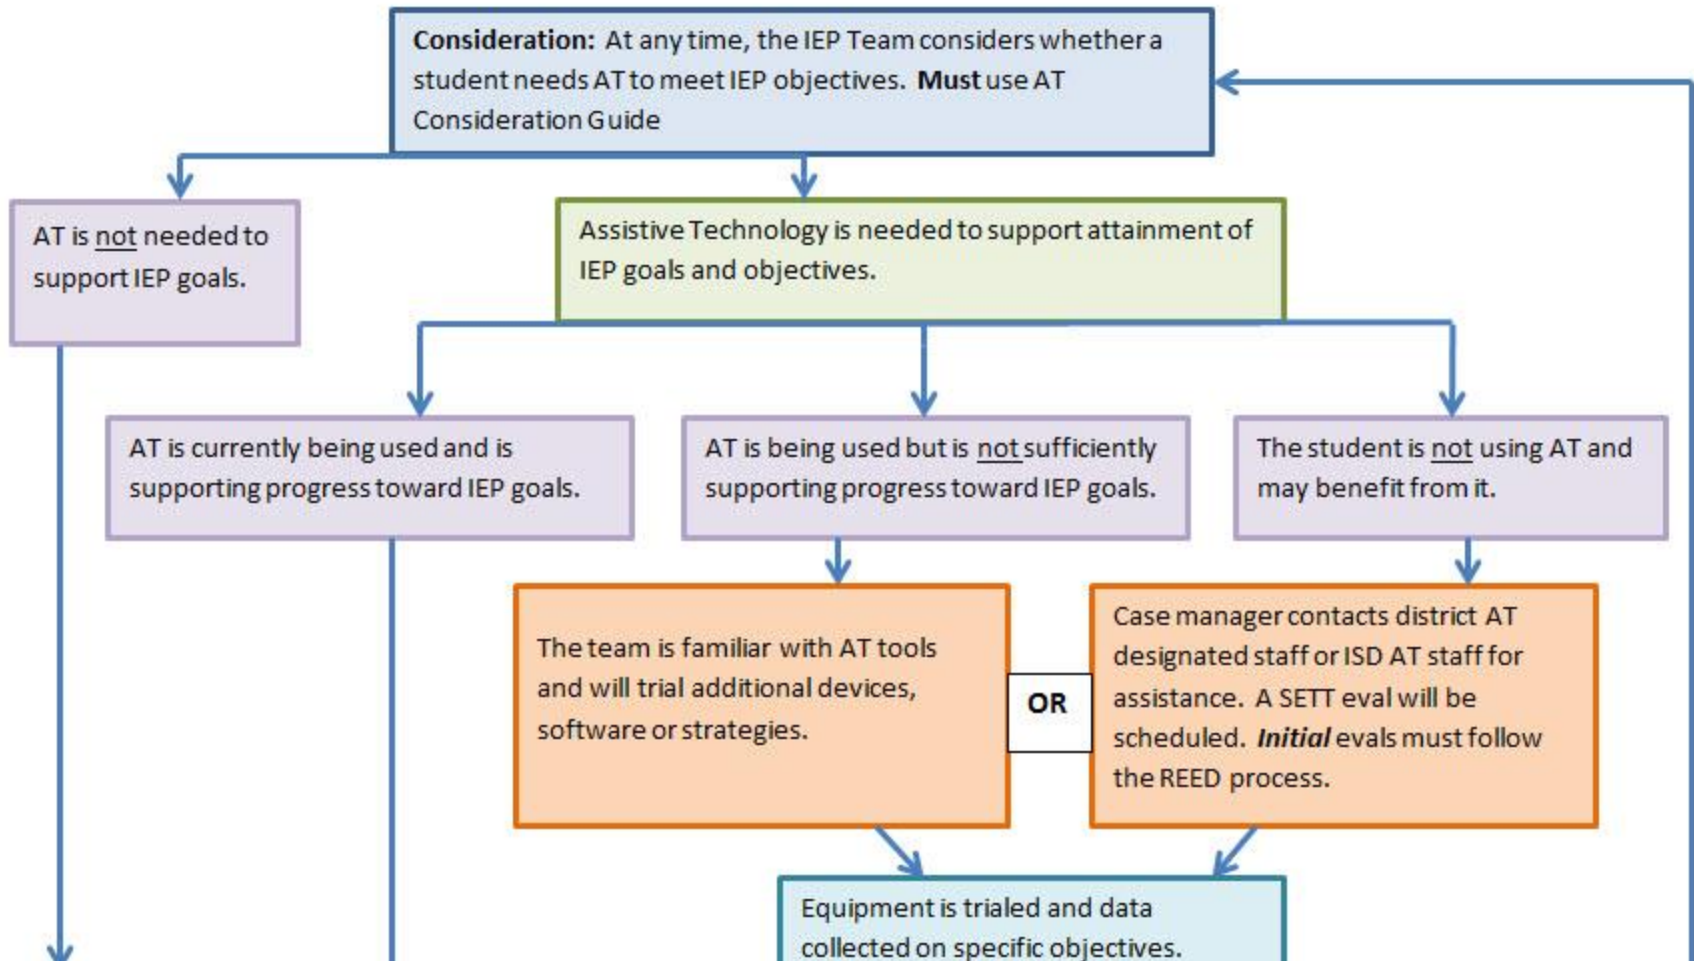 Consideration: At any time, the IEP Team considers whether a
student needs AT to meet IEP objectives. Must use AT
Consideration Guide
AT is not needed to
support IEP goals.
Assistive Technology is needed to support attainment of
IEP goals and objectives.
AT is currently being used and is
supporting progress toward IEP goals.
AT is being used but is not sufficiently
supporting progress toward IEP goals.
The student is not using AT and
may benefit from it.
The team is familiar with AT tools
and will trial additional devices,
software or strategies.
OR
Case manager contacts district AT
designated staff or ISD AT staff for
assistance. A SETT eval will be
scheduled. Initial evals must follow
the REED process.
Equipment is trialed and data
collected on specific objectives.